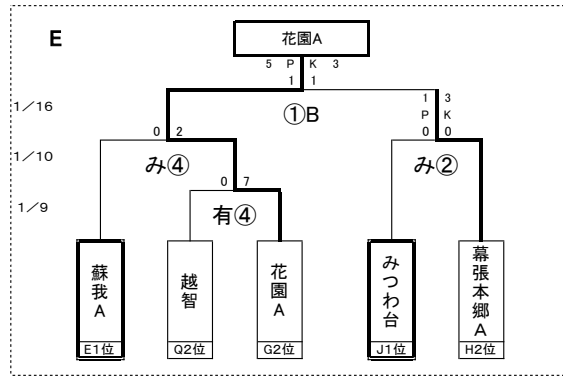 E
花園A
5 P K 3
1 1
1／16
①B
1 3
P K
0 2
0 0
1／10
み④
み②
0 7
1／9
有④
蘇我A
越智
花園A
みつわ台
幕張本郷A
E1位
Q2位
G2位
J1位
H2位